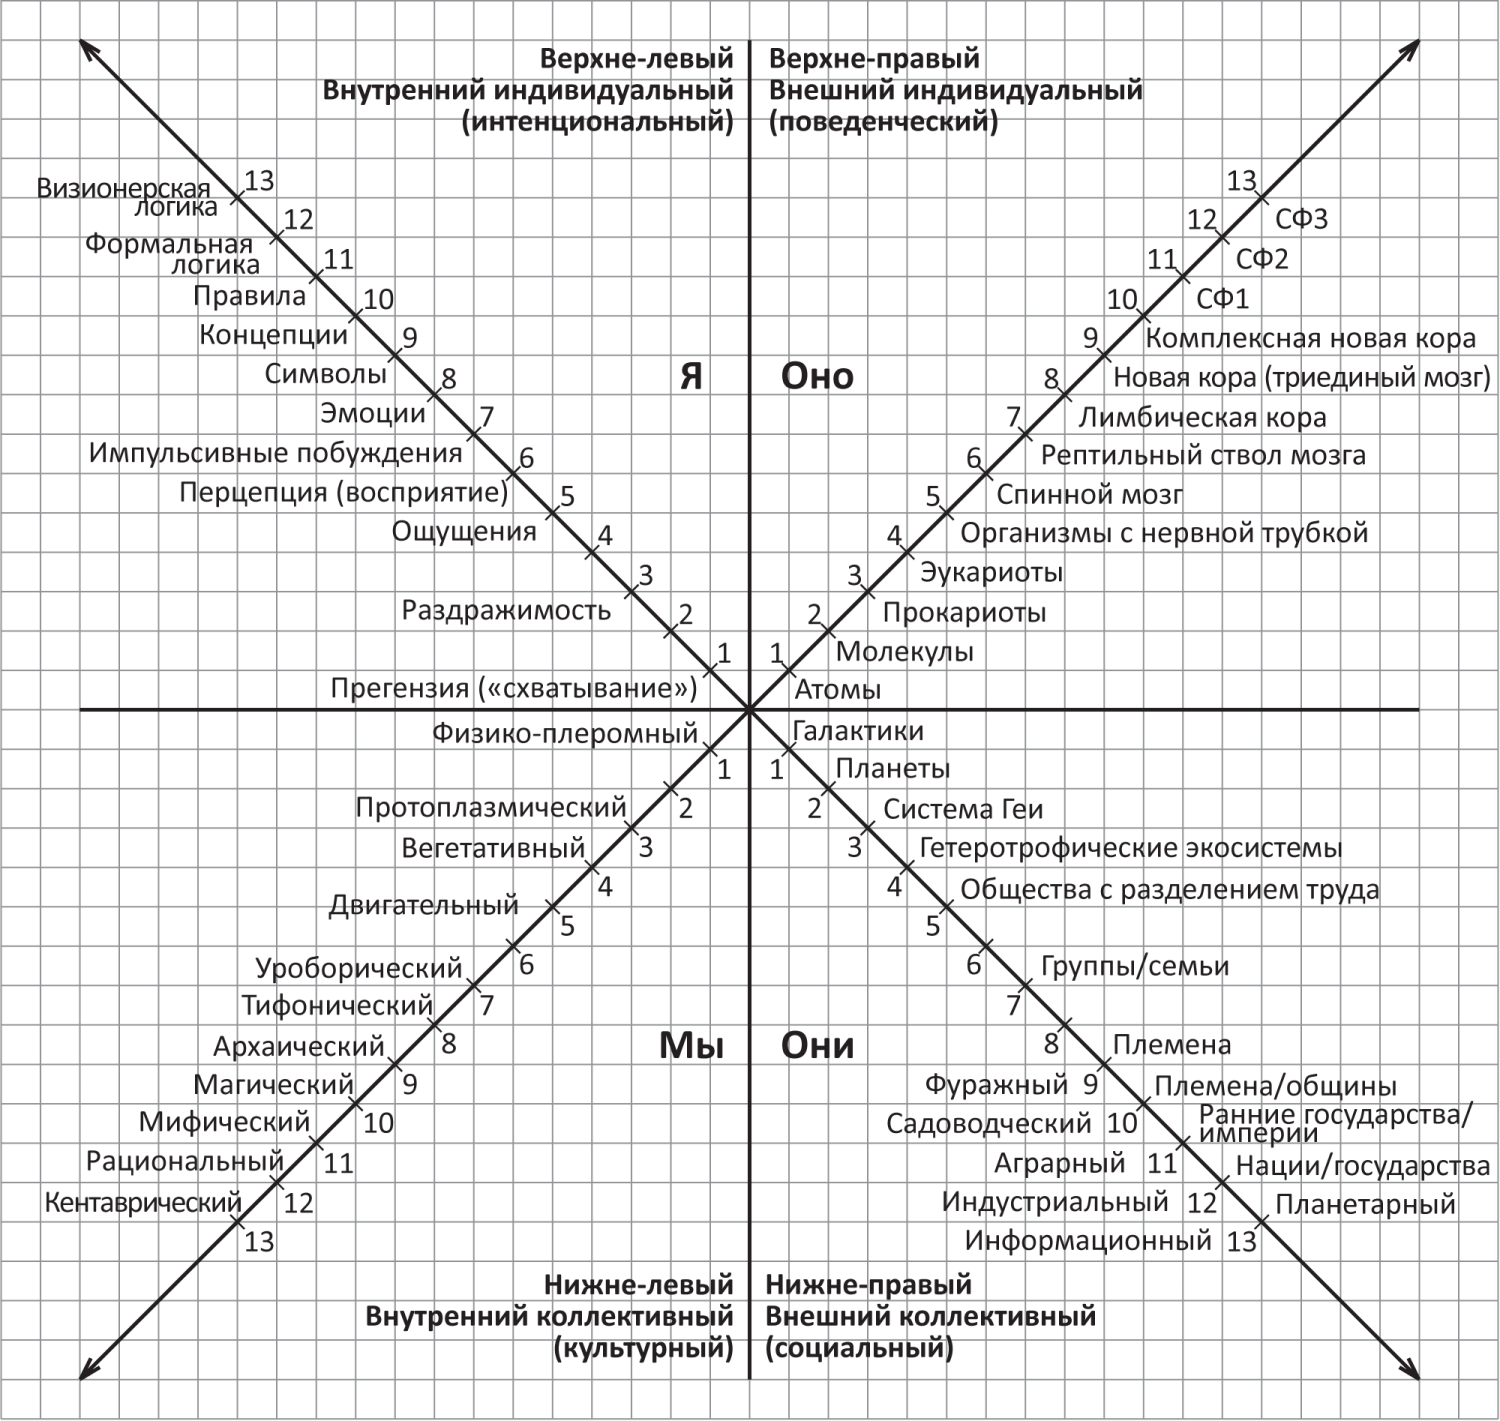 Верхне-левый
Внутренний индивидуальный
(интенциональный)
Верхне-правый
Внешний индивидуальный
(поведенческий)
Я
Оно
13
Визионерская
логика
12
Формальная
логика
11
Правила
10
Концепции
9
Символы
8
Эмоции
7
Импульсивные побуждения
6
Перцепция (восприятие)
5
Ощущения
4
3
Раздражимость
2
1
Прегензия («схватывание»)
13
СФ3
12
СФ2
11
СФ1
10
Комплексная новая кора
9
Новая кора (триединый мозг)
8
Лимбическая кора
7
Рептильный ствол мозга
6
Спинной мозг
5
Организмы с нервной трубкой
4
Эукариоты
3
Прокариоты
2
Молекулы
1
Атомы
Физико-плеромный
1
2
Протоплазмический
3
Вегетативный
4
Двигательный
5
6
Уроборический
7
Тифонический
8
Архаический
9
Магический
10
Мифический
11
Рациональный
12
Кентаврический
13
Мы
Они
Галактики
1
Планеты
2
Система Геи
3
Гетеротрофические экосистемы
4
Общества с разделением труда
5
6
Группы/семьи
7
8
Племена
Фуражный 9
Племена/общины
Садоводческий 10
Ранние государства/
империи
Аграрный 11
Нации/государства
Индустриальный 12
Планетарный
Информационный 13
Нижне-левый
Внутренний коллективный
(культурный)
Нижне-правый
Внешний коллективный
(социальный)